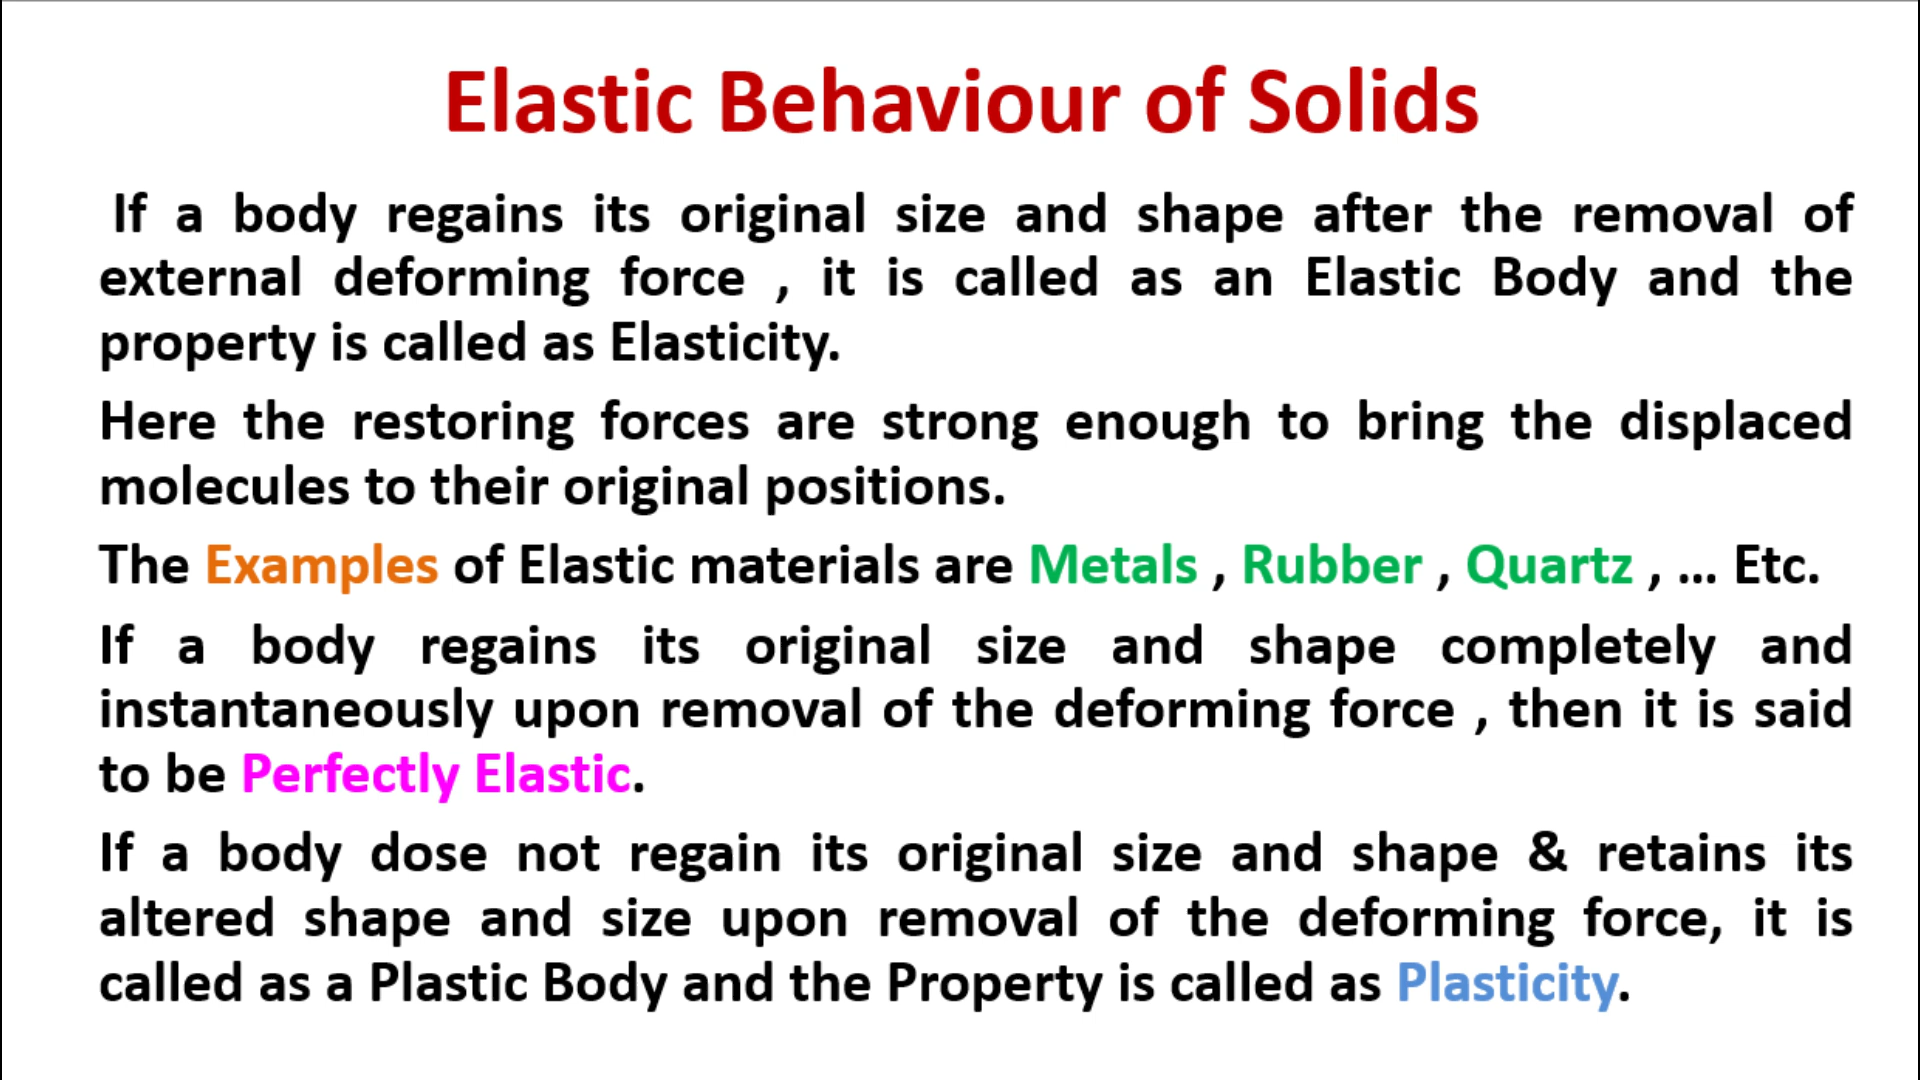 Elastic Behaviour of Solids
If a body regains its original size and shape after the removal of
external deforming force , it is called as an Elastic Body and the
property is called as Elasticity.
Here the restoring forces are strong enough to bring the displaced
molecules to their original positions.
The Examples of Elastic materials are Metals , Rubber , Quartz , ... Etc.
If a body regains its original size and shape completely and
instantaneously upon removal of the deforming force , then it is said
to be Perfectly Elastic.
If a body dose not regain its original size and shape & retains its
altered shape and size upon removal of the deforming force, it is
called as a Plastic Body and the Property is called as Plasticity.